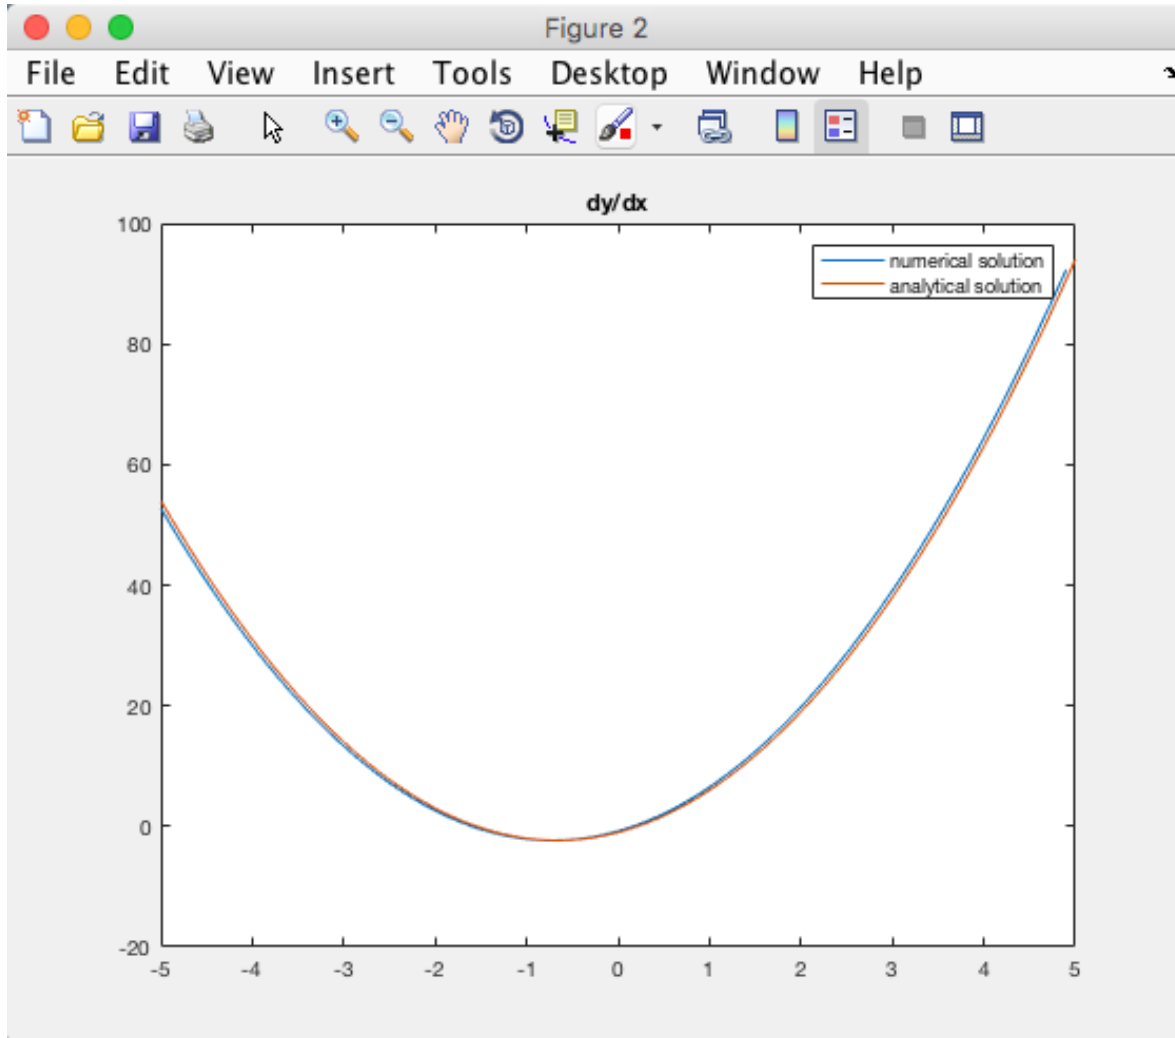 Figure 2
File Edit View Insert Tools Desktop Window Help
dy/dx
100
numerical solution
analytical solution
80
60
40
20
0
-20
-5 -4 -3 -2 -1 0 1 2 3 4 5